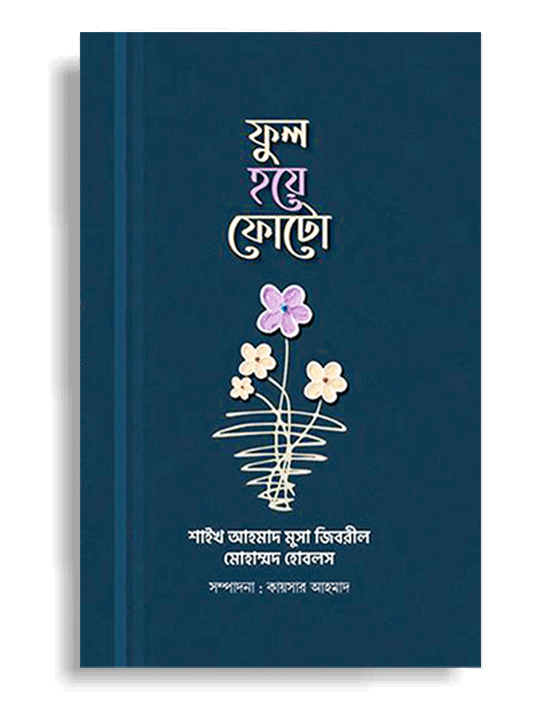 ফুল
হয়ে
ফোটো
শাইখ আহমাদ মুসা জিবরীল
মোহাম্মদ হোবলস
সম্পাদনা : কায়সার আহমাদ